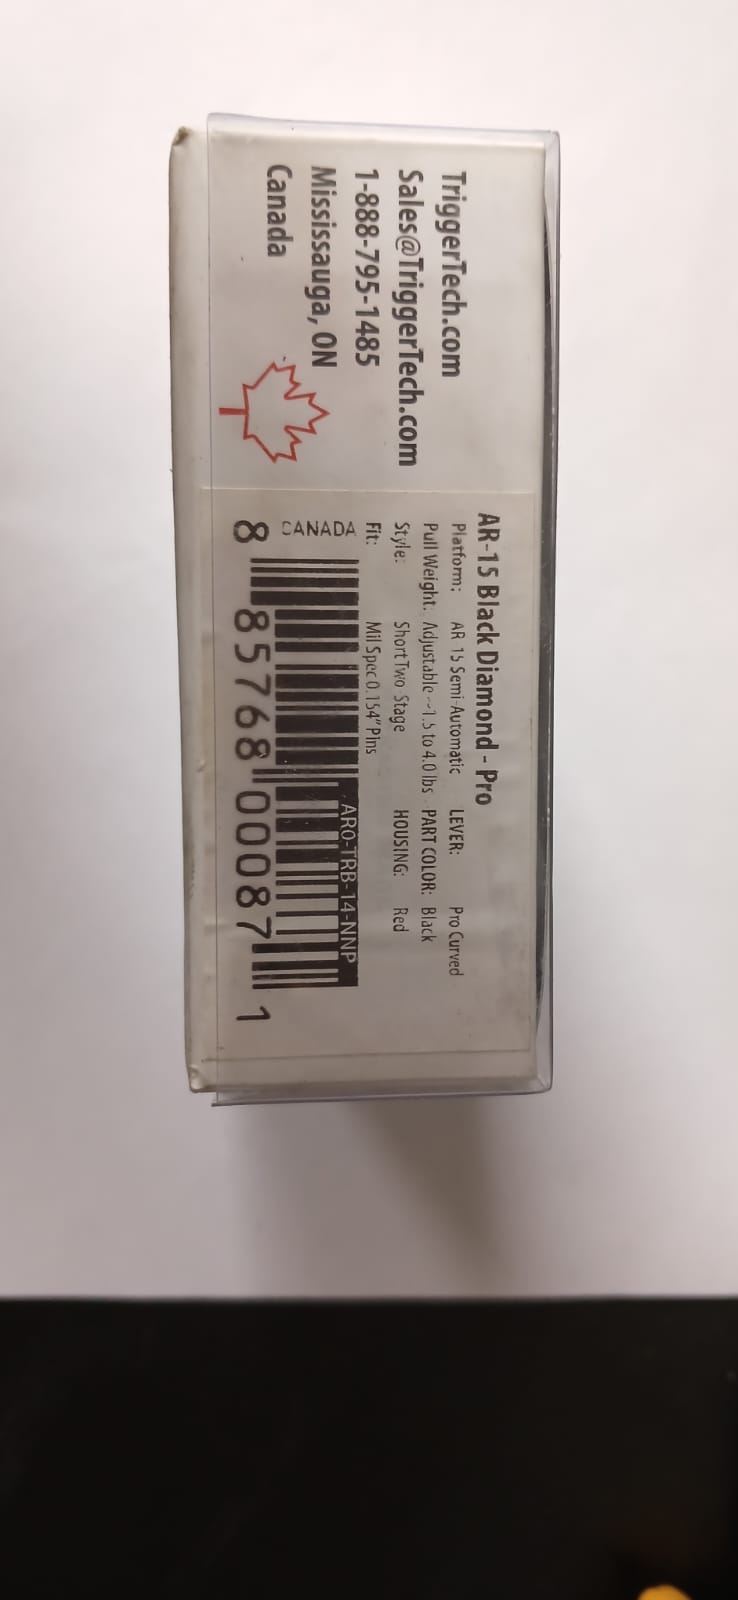 TriggerTech.com
Sales@TriggerTech.com
1-888-795-1485
Mississauga, ON
Canada
AR-15 Black Diamond - Pro
Platform: AR 15 Semi-Automatic LEVER: Pro Curved
Pull Weight: Adjustable ~1.5 to 4.0 lbs PART COLOR: Black
Style: Short Two Stage HOUSING: Red
Fit: Mil Spec 0.154" Pins
CANADA
AR0-TRB-14-NNP
8 85768 00087 1